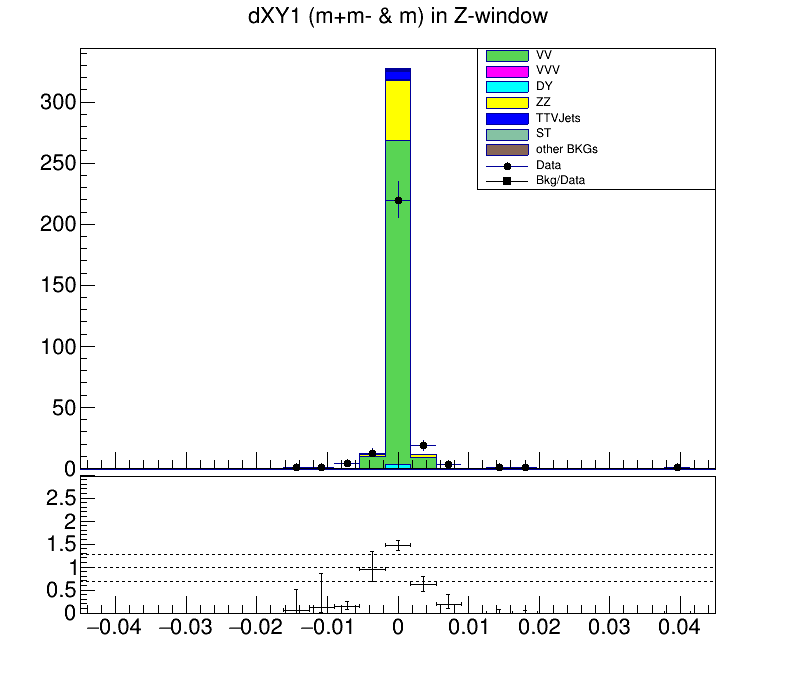 dXY1 (m+m- & m) in Z-window
VV
VVV
DY
ZZ
TTVJets
ST
other BKGs
Data
Bkg/Data
300
250
200
150
100
50
0
2.5
2
1.5
1
0.5
0
−0.04 −0.03 −0.02 −0.01 0 0.01 0.02 0.03 0.04